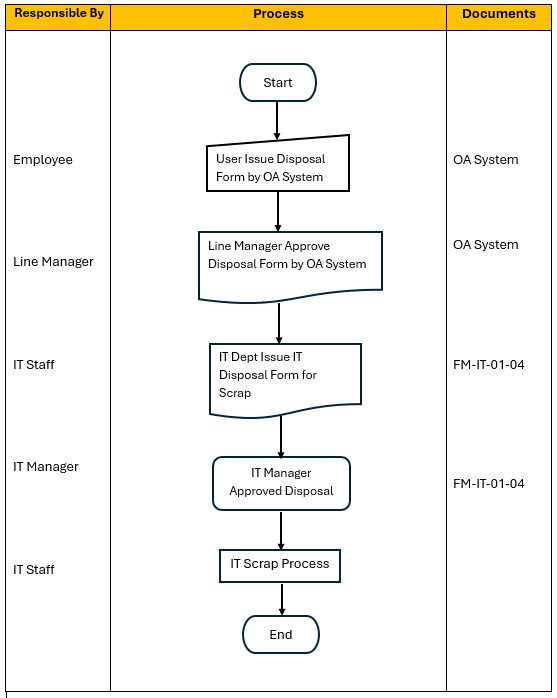 Responsible By Process Documents
Start
Employee
User Issue Disposal
Form by OA System
OA System
Line Manager
Line Manager Approve
Disposal Form by OA System
OA System
IT Staff
IT Dept Issue IT
Disposal Form for
Scrap
FM-IT-01-04
IT Manager
IT Manager
Approved Disposal
FM-IT-01-04
IT Staff
IT Scrap Process
End